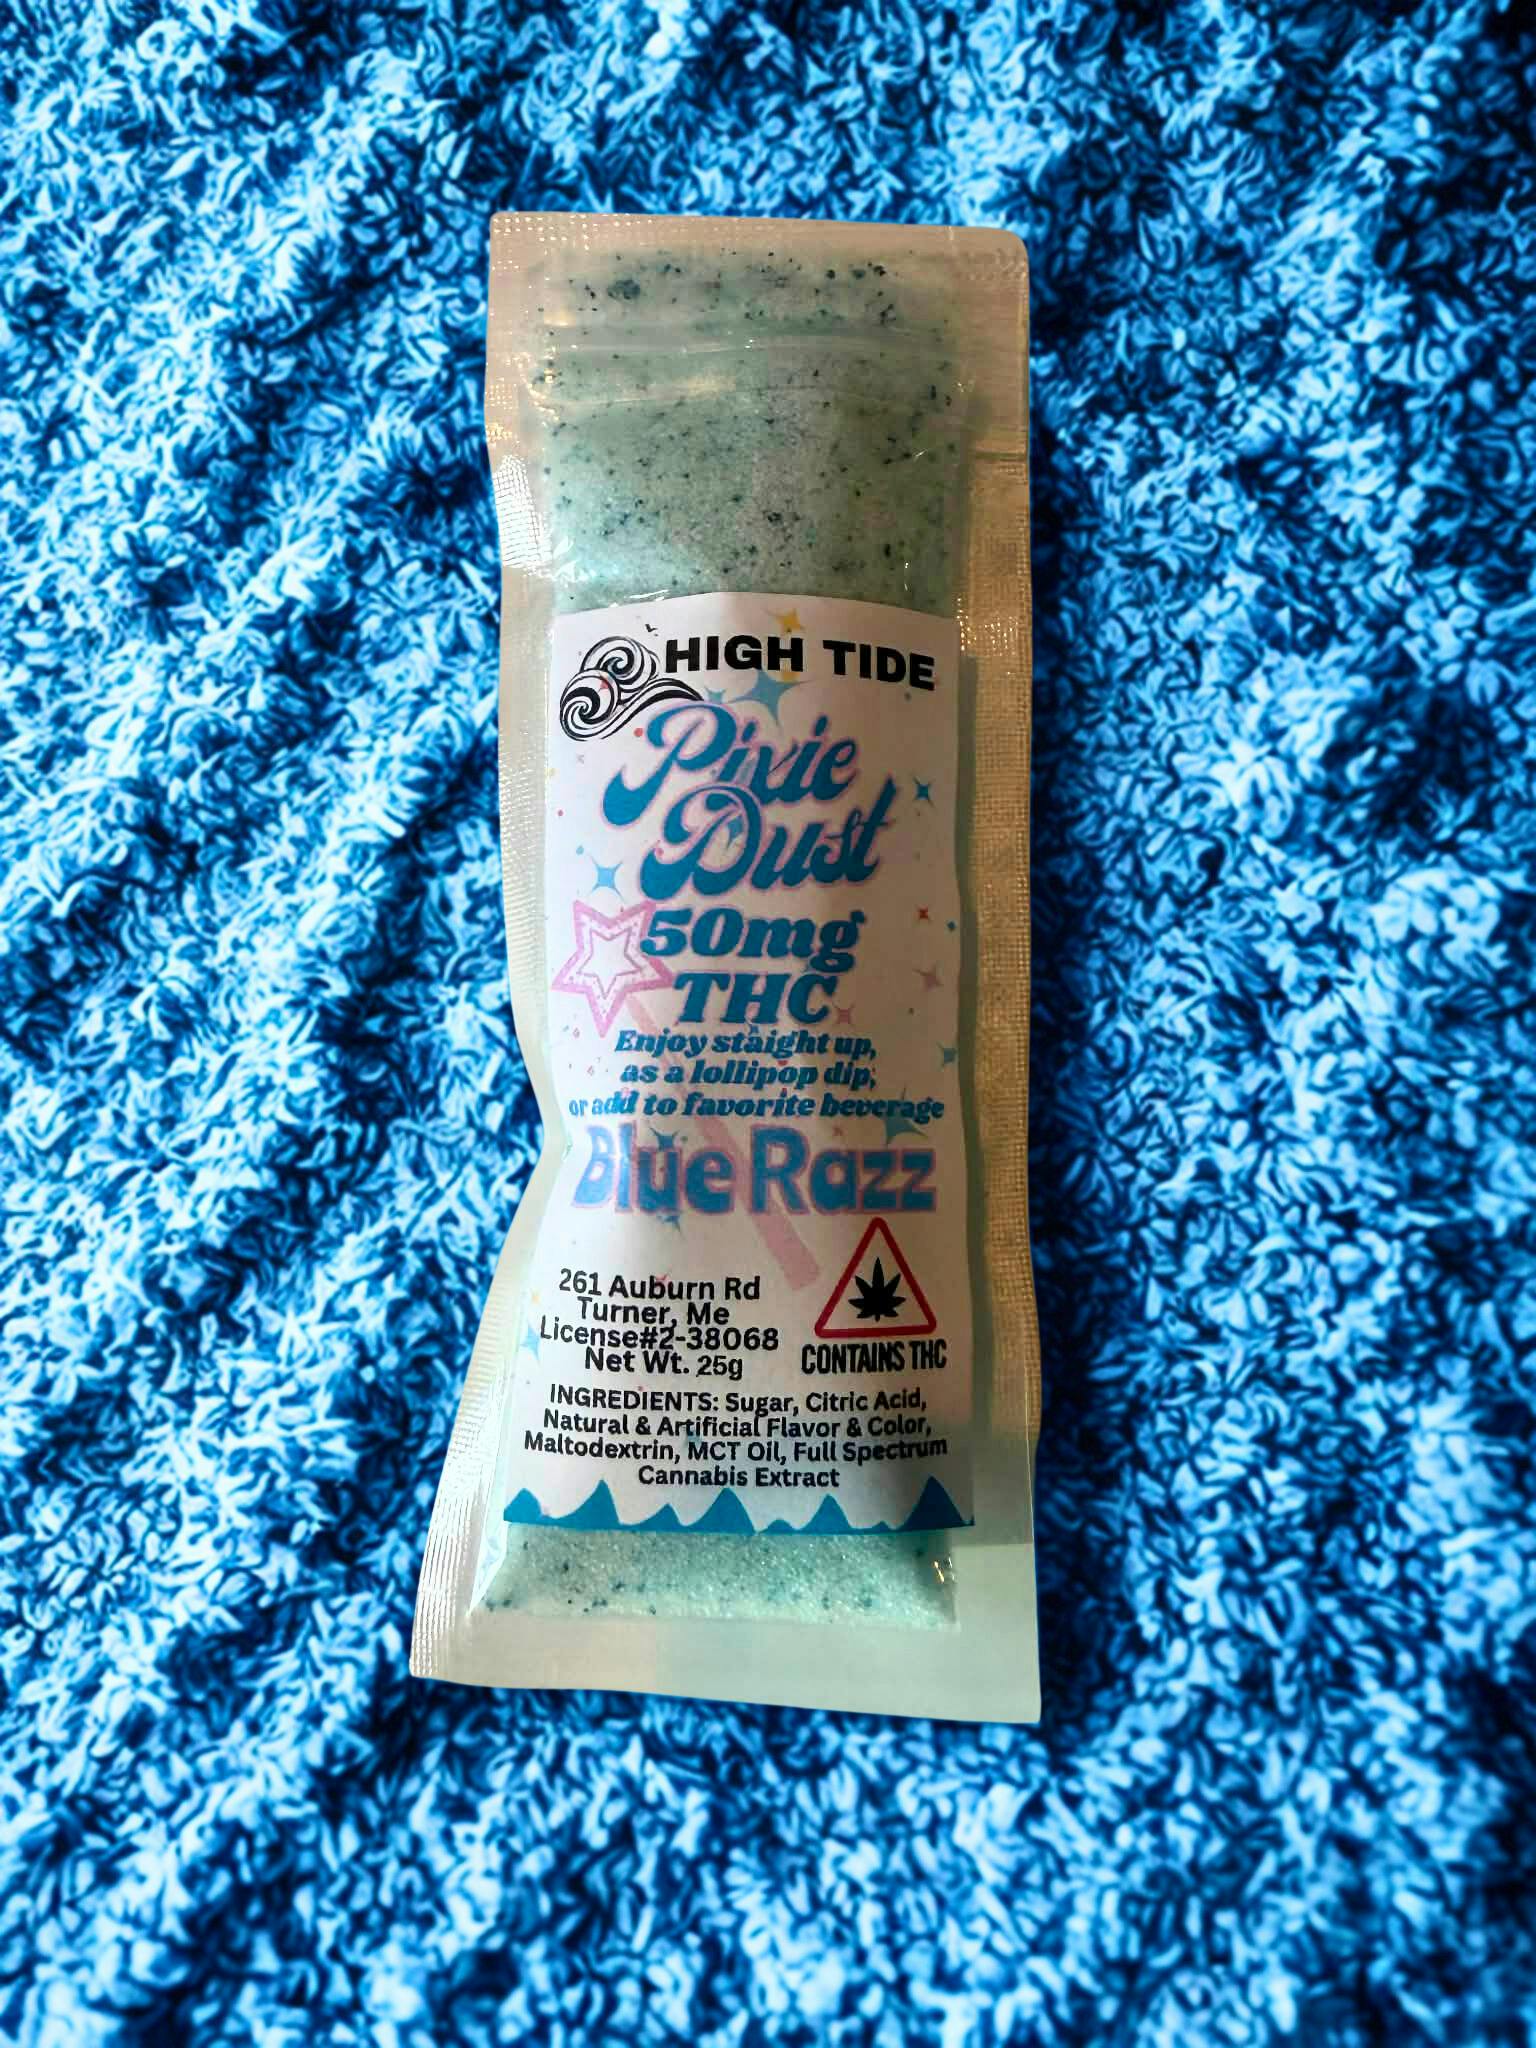 HIGH TIDE
Pixie
Dust
50mg
THC
Enjoy staight up,
as a lollipop dip,
or add to favorite beverage
Blue Razz
261 Auburn Rd
Turner, Me
License#2-38068
Net Wt. 25g
CONTAINS THC
INGREDIENTS: Sugar, Citric Acid,
Natural & Artificial Flavor & Color,
Maltodextrin, MCT Oil, Full Spectrum
Cannabis Extract